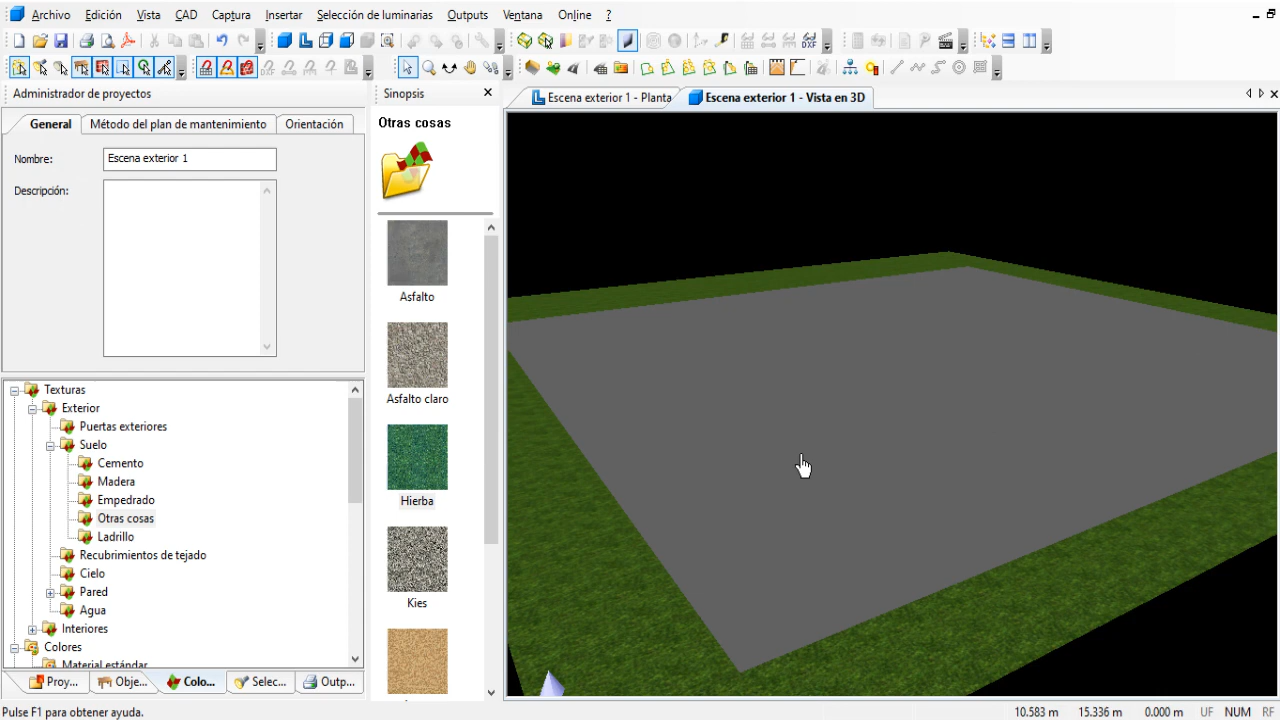 Archivo Edición Vista CAD Captura Insertar Selección de luminarias Outputs Ventana Online ?
DXF
Administrador de proyectos
General Método del plan de mantenimiento Orientación
Nombre: Escena exterior 1
Descripción:
Texturas
Exterior
Puertas exteriores
Suelo
Cemento
Madera
Empedrado
Otras cosas
Ladrillo
Recubrimientos de tejado
Cielo
Pared
Agua
Interiores
Colores
Material estándar
Proy... Obje... Colo... Selec... Outp...
Sinopsis
Otras cosas
Asfalto
Asfalto claro
Hierba
Kies
Escena exterior 1 - Planta Escena exterior 1 - Vista en 3D
Pulse F1 para obtener ayuda. 10.583 m 15.336 m 0.000 m UF NUM RF